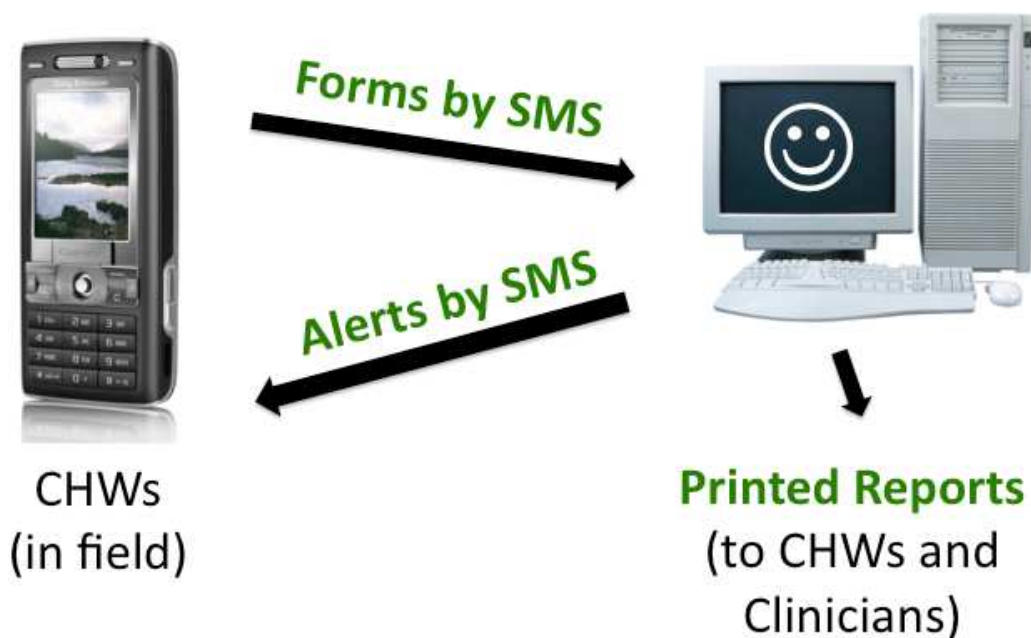 Forms by SMS
Alerts by SMS
CHWs
(in field)
Printed Reports
(to CHWs and
Clinicians)